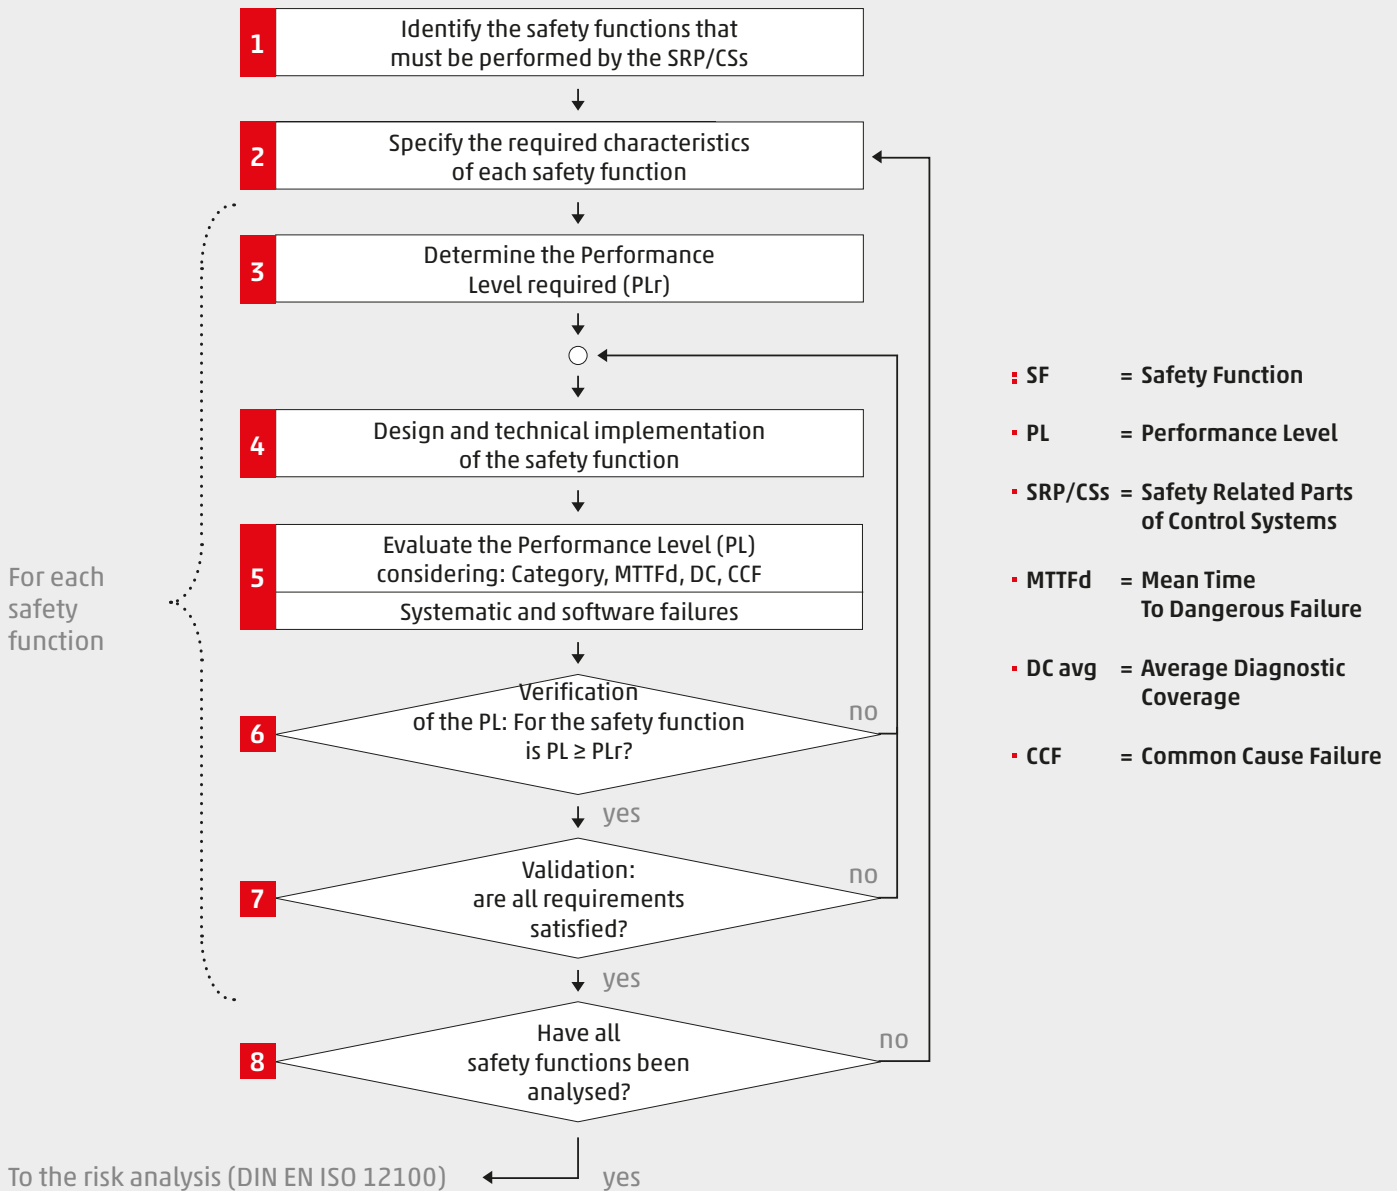 1
Identify the safety functions that
must be performed by the SRP/CSs
2
Specify the required characteristics
of each safety function
3
Determine the Performance
Level required (PLr)
4
Design and technical implementation
of the safety function
5
Evaluate the Performance Level (PL)
considering: Category, MTTFd, DC, CCF
Systematic and software failures
For each
safety
function
6
Verification
of the PL: For the safety function
is PL ≥ PLr?
no
yes
7
Validation:
are all requirements
satisfied?
no
yes
8
Have all
safety functions been
analysed?
no
yes
To the risk analysis (DIN EN ISO 12100)
SF = Safety Function
PL = Performance Level
SRP/CSs = Safety Related Parts
of Control Systems
MTTFd = Mean Time
To Dangerous Failure
DC avg = Average Diagnostic
Coverage
CCF = Common Cause Failure